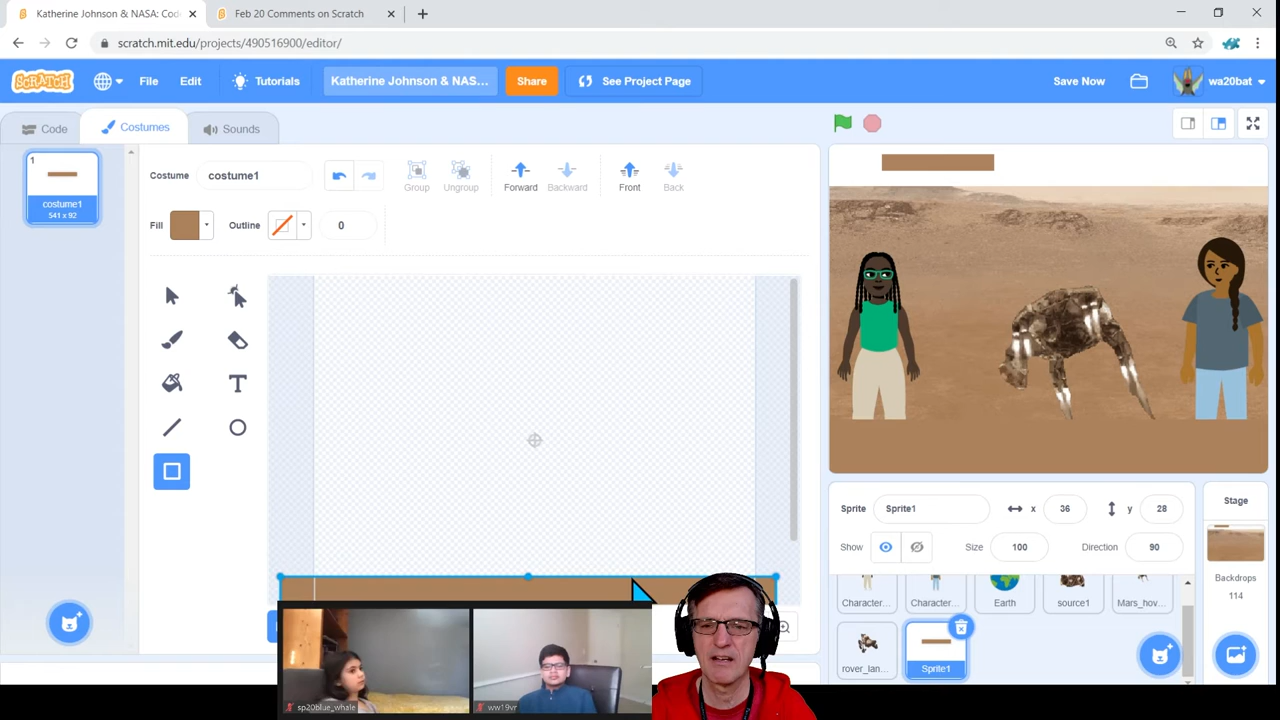 Katherine Johnson & NASA: Cod
Feb 20 Comments on Scratch
scratch.mit.edu/projects/490516900/editor/
SCRATCH
File
Edit
Tutorials
Katherine Johnson & NAS...
Share
See Project Page
Save Now
wa20bat
Code
Costumes
Sounds
1
costume1
541 x 92
Costume
costume1
Group
Ungroup
Forward
Backward
Front
Back
Fill
Outline
0
T
Sprite
Sprite1
x
36
y
28
Show
Size
100
Direction
90
Stage
Backdrops
114
Character...
Character...
Earth
source1
Mars_hov...
rover_lan...
Sprite1
sp20blue_whale
ww19vr